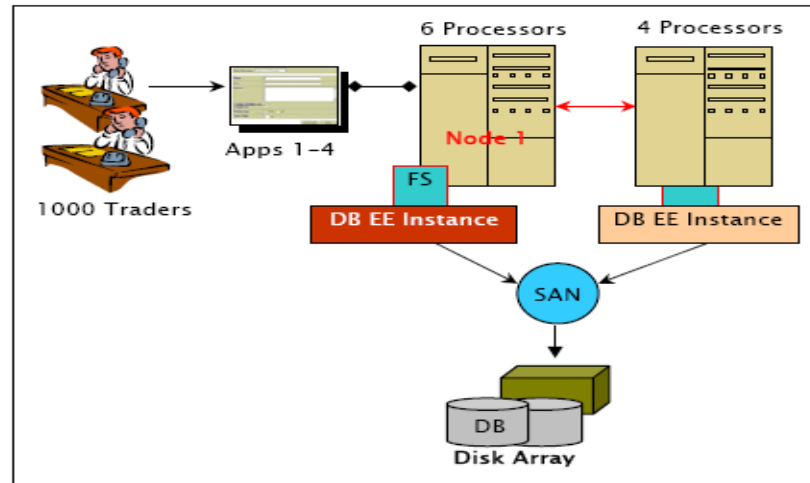 6 Processors
4 Processors
Node 1
Apps 1-4
FS
1000 Traders
DB EE Instance
DB EE Instance
SAN
DB
Disk Array